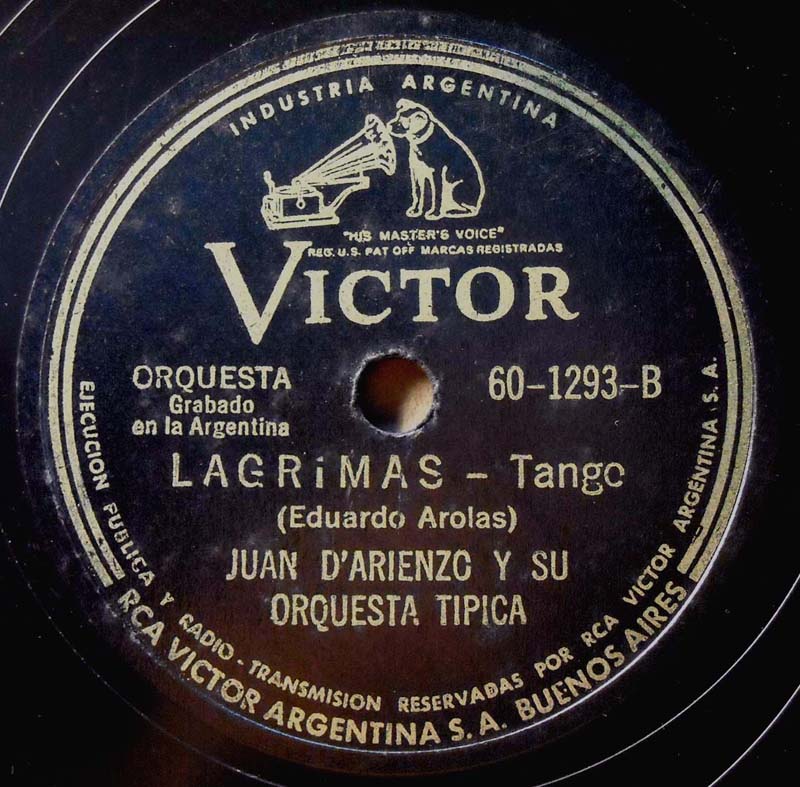 INDUSTRIA ARGENTINA
"HIS MASTER'S VOICE"
REG. U.S. PAT OFF MARCAS REGISTRADAS
VICTOR
ORQUESTA
Grabado
en la Argentina
60-1293-B
LAGRiMAS - Tango
(Eduardo Arolas)
JUAN D'ARIENZO Y SU
ORQUESTA TIPICA
EJECUCION PUBLICA Y RADIO-TRANSMISION RESERVADAS POR RCA VICTOR ARGENTINA S. A.
RCA VICTOR ARGENTINA S. A. BUENOS AIRES